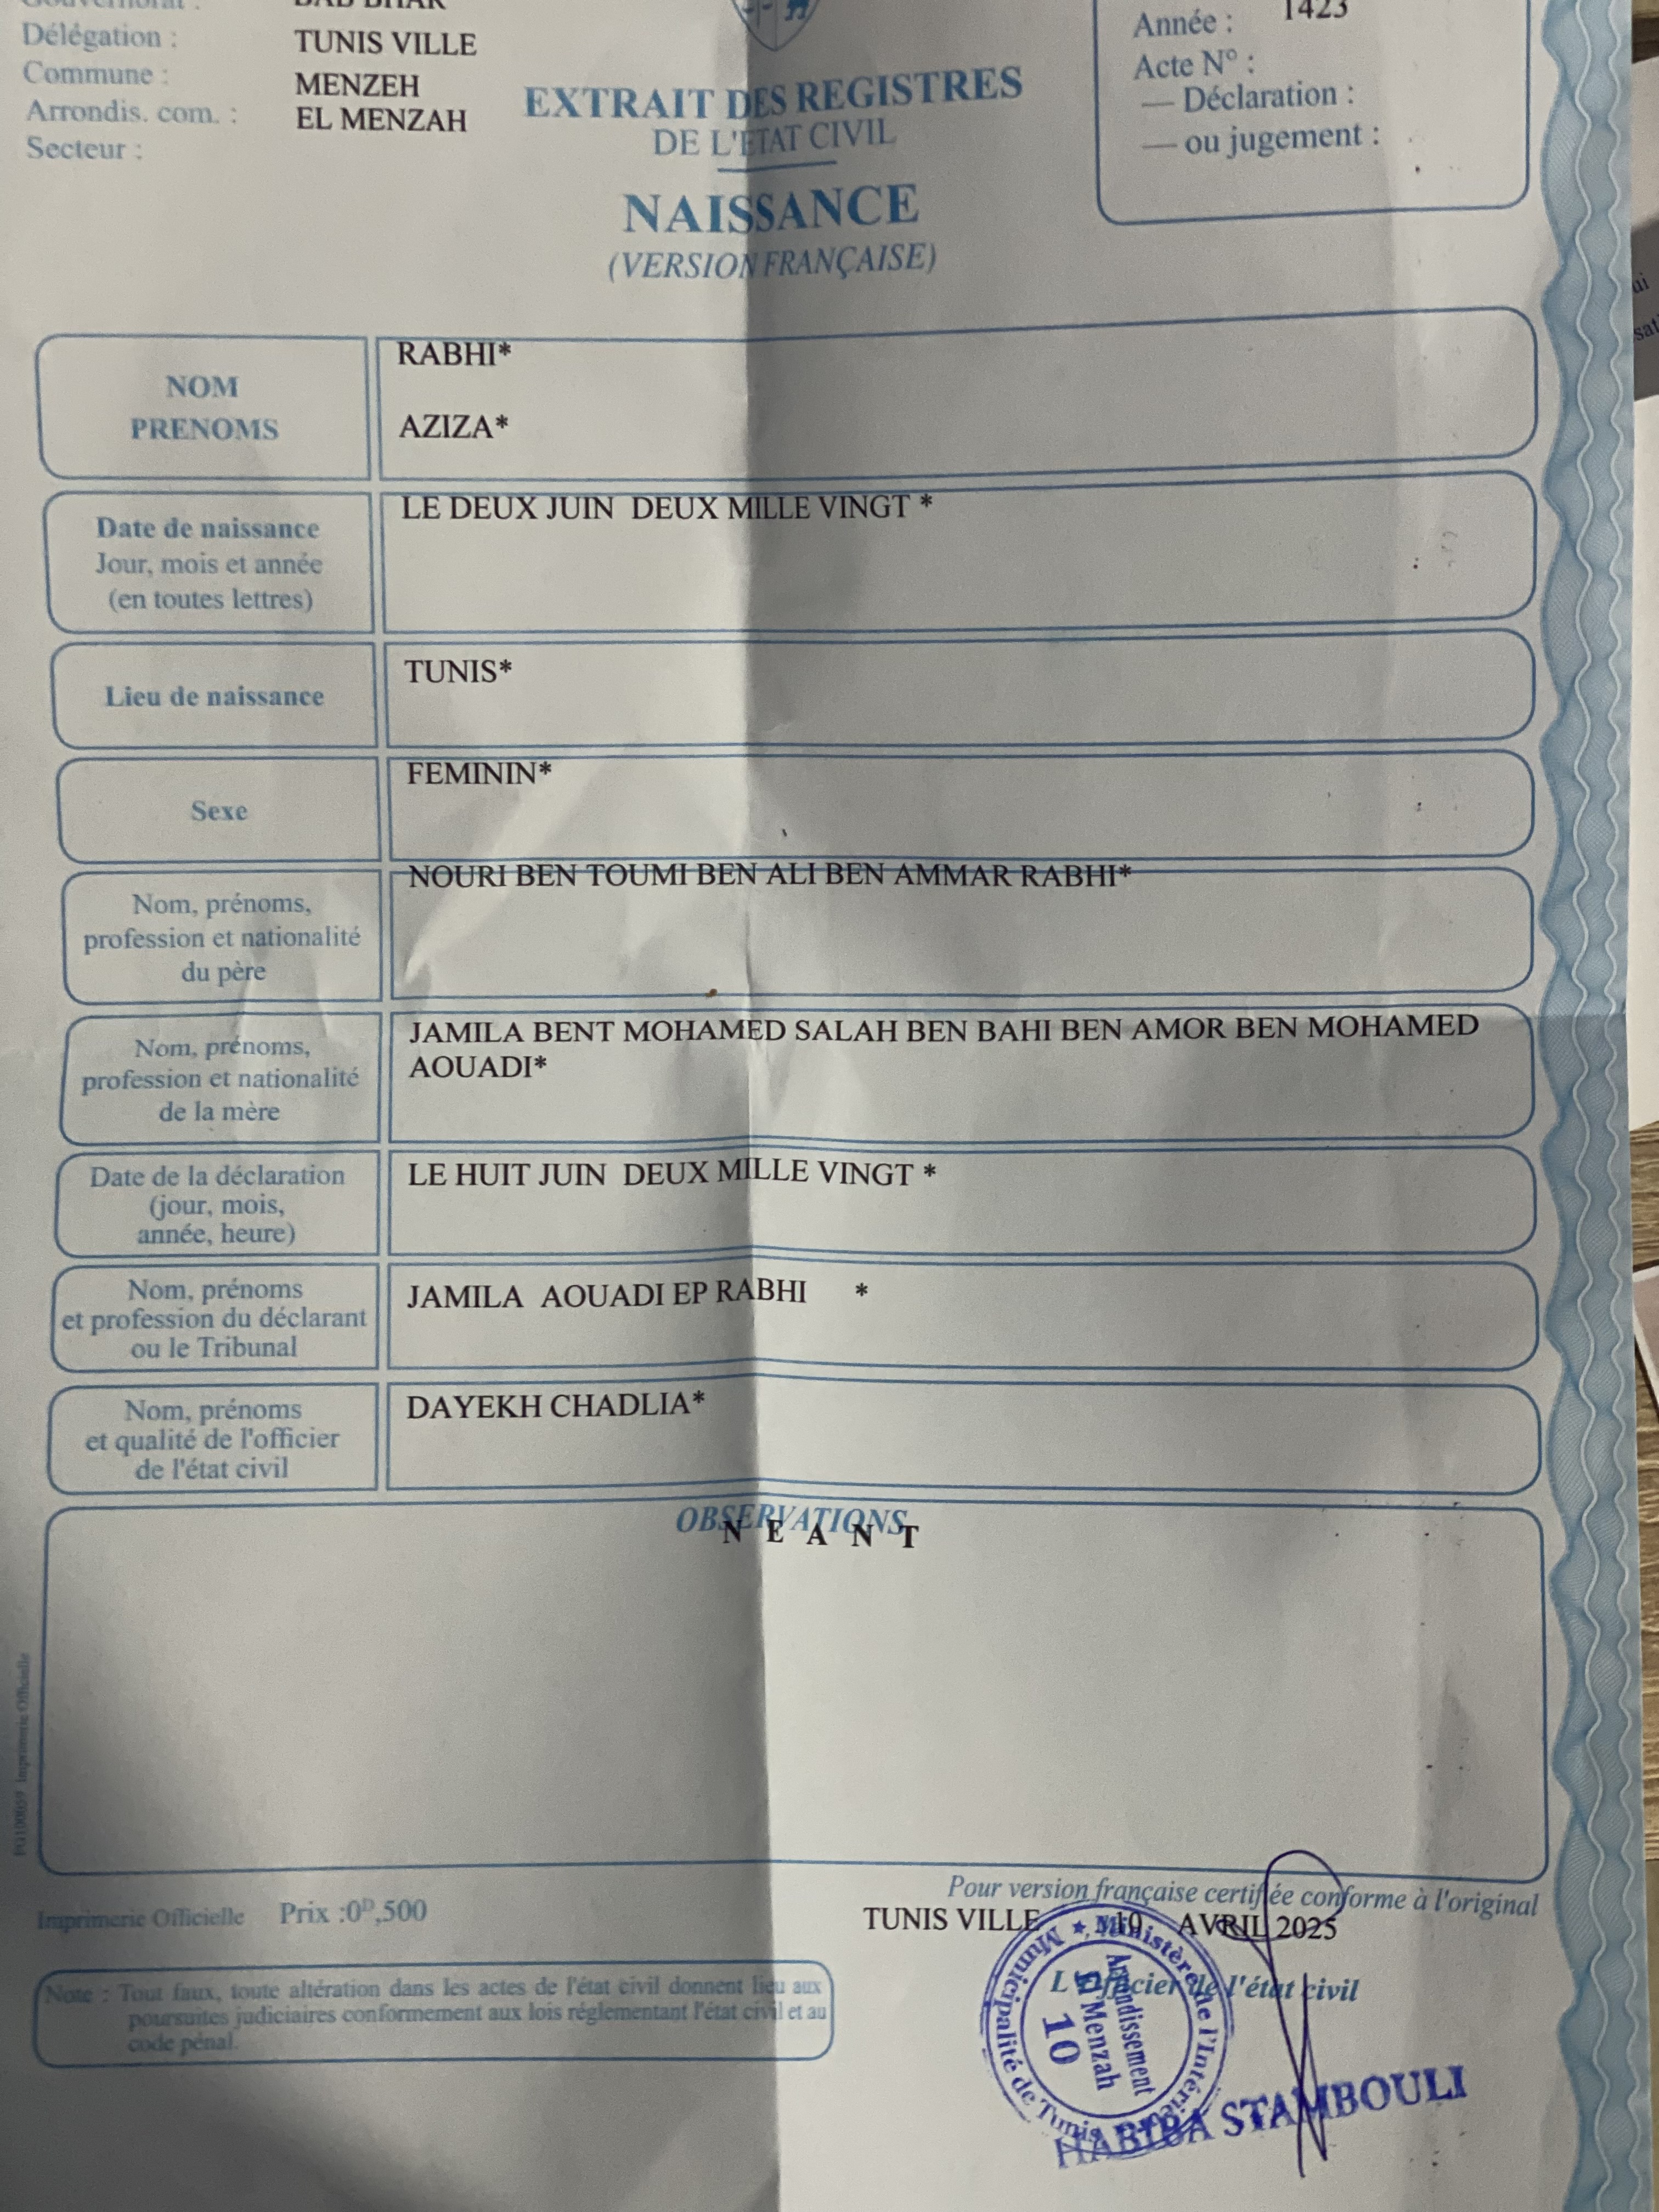 Délégation : TUNIS VILLE
Commune : MENZEH
Arrondis. com. : EL MENZAH
Secteur :
EXTRAIT DES REGISTRES
DE L'ETAT CIVIL
NAISSANCE
(VERSION FRANÇAISE)
Année : 1423
Acte N° :
— Déclaration :
— ou jugement :
NOM
PRENOMS
RABHI*
AZIZA*
Date de naissance
Jour, mois et année
(en toutes lettres)
LE DEUX JUIN DEUX MILLE VINGT *
Lieu de naissance
TUNIS*
Sexe
FEMININ*
Nom, prénoms,
profession et nationalité
du père
NOURI BEN TOUMI BEN ALI BEN AMMAR RABHI*
Nom, prénoms,
profession et nationalité
de la mère
JAMILA BENT MOHAMED SALAH BEN BAHI BEN AMOR BEN MOHAMED
AOUADI*
Date de la déclaration
(jour, mois,
année, heure)
LE HUIT JUIN DEUX MILLE VINGT *
Nom, prénoms
et profession du déclarant
ou le Tribunal
JAMILA AOUADI EP RABHI *
Nom, prénoms
et qualité de l'officier
de l'état civil
DAYEKH CHADLIA*
OBSERVATIONS
N E A N T
Imprimerie Officielle
Imprimerie Officielle Prix :0ᴰ,500
Pour version française certifiée conforme à l'original
TUNIS VILLE, 10 AVRIL 2025
L'Officier de l'état civil
Note : Tout faux, toute altération dans les actes de l'état civil donnent lieu aux
poursuites judiciaires conformement aux lois réglementant l'état civil et au
code pénal.
Ministère de l'Intérieur
Municipalité de Tunis
Arrondissement
El Menzah
10
HABIBA STAMBOULI